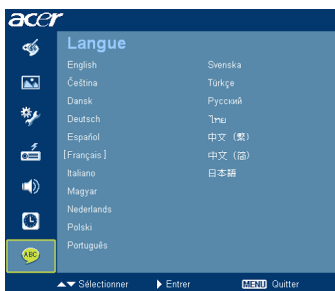 acer
Langue
English
Čeština
Dansk
Deutsch
Español
[Français]
Italiano
Magyar
Nederlands
Polski
Português
Svenska
Türkçe
Русский
ไทย
中文 (繁)
中文 (简)
日本語
ABC
▲▼ Sélectionner ▶ Entrer MENU Quitter